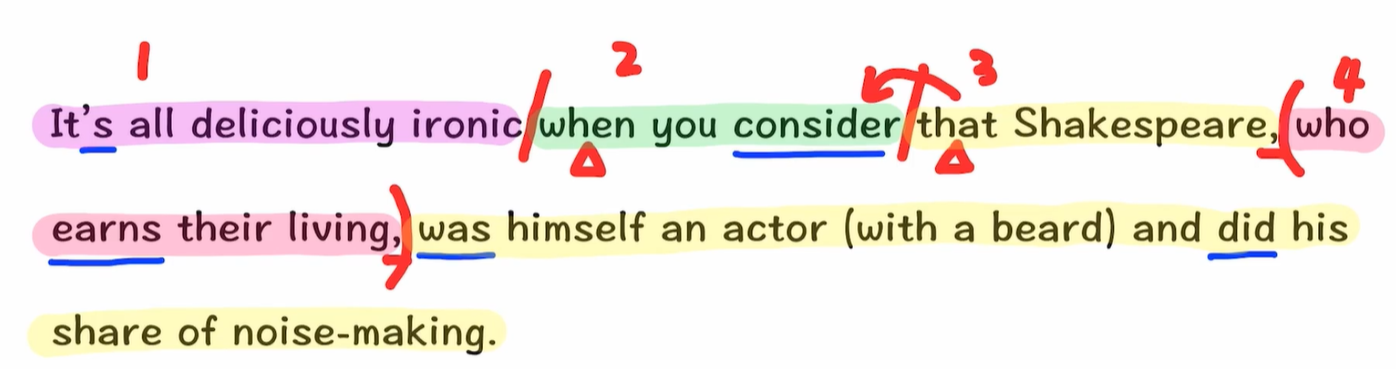 1 2 3 4
It's all deliciously ironic/when you consider/that Shakespeare,(who
earns their living,) was himself an actor (with a beard) and did his
share of noise-making.